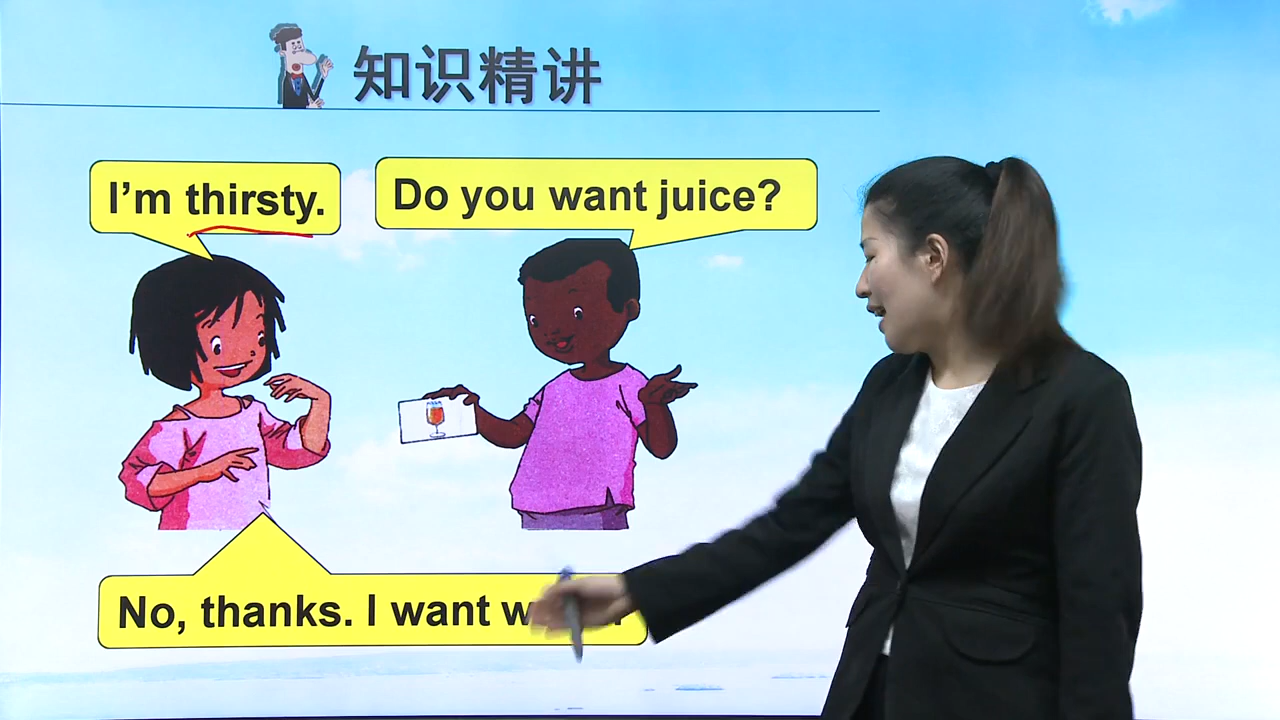 知识精讲
I'm thirsty.
Do you want juice?
No, thanks. I want